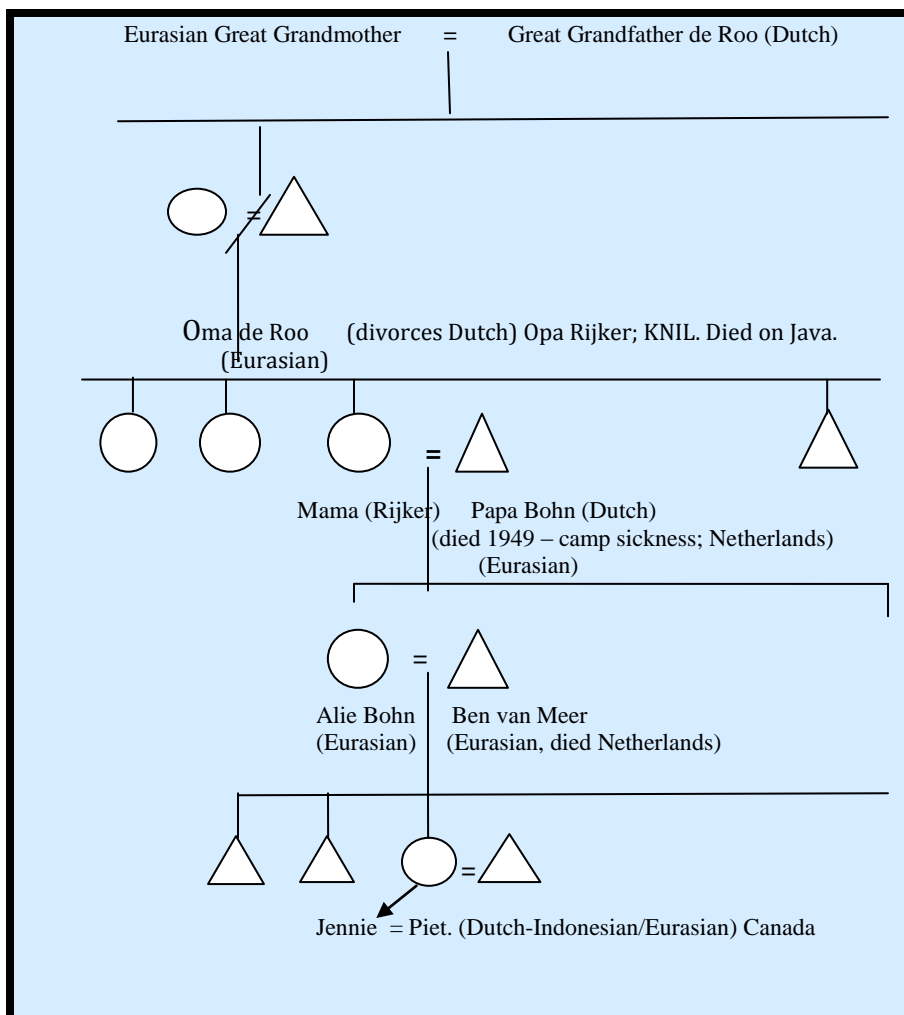 Eurasian Great Grandmother = Great Grandfather de Roo (Dutch)
=
Oma de Roo (divorces Dutch) Opa Rijker; KNIL. Died on Java.
(Eurasian)
=
Mama (Rijker) Papa Bohn (Dutch)
(died 1949 – camp sickness; Netherlands)
(Eurasian)
=
Alie Bohn Ben van Meer
(Eurasian) (Eurasian, died Netherlands)
=
Jennie = Piet. (Dutch-Indonesian/Eurasian) Canada